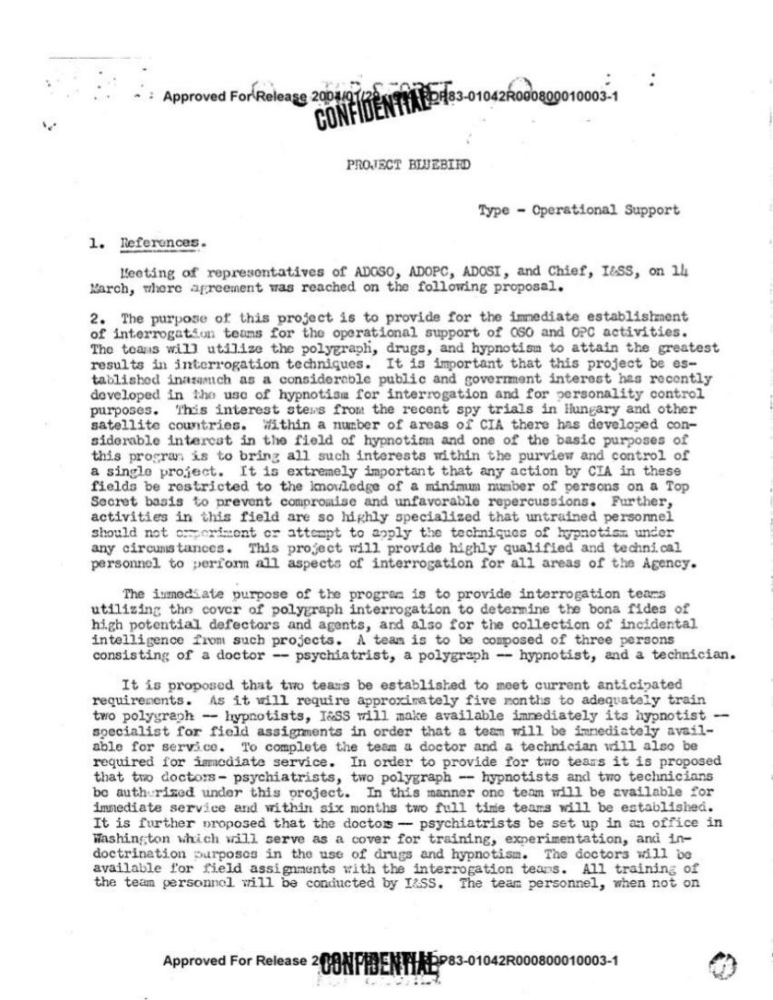 TOP SECRET
Approved For Release 2004/01/29 RDP83-01042R000800010003-1
CONFIDENTIAL
PROJECT BLUEBIRD
Type - Operational Support
1. References.
Meeting of representatives of ADOSO, ADOPC, ADOSI, and Chief, I&SS, on 14
March, where agreement was reached on the following proposal.
2. The purpose of this project is to provide for the immediate establishment
of interrogation teams for the operational support of OSO and OPC activities.
The teams will utilize the polygraph, drugs, and hypnotism to attain the greatest
results in interrogation techniques. It is important that this project be es-
tablished inasmuch as a considerable public and government interest has recently
developed in the use of hypnotism for interrogation and for personality control
purposes. This interest stems from the recent spy trials in Hungary and other
satellite countries. Within a number of areas of CIA there has developed con-
siderable interest in the field of hypnotism and one of the basic purposes of
this program is to bring all such interests within the purview and control of
a single project. It is extremely important that any action by CIA in these
fields be restricted to the knowledge of a minimum number of persons on a Top
Secret basis to prevent compromise and unfavorable repercussions. Further,
activities in this field are so highly specialized that untrained personnel
should not experiment or attempt to apply the techniques of hypnotism under
any circumstances. This project will provide highly qualified and technical
personnel to perform all aspects of interrogation for all areas of the Agency.
The immediate purpose of the program is to provide interrogation teams
utilizing the cover of polygraph interrogation to determine the bona fides of
high potential defectors and agents, and also for the collection of incidental
intelligence from such projects. A team is to be composed of three persons
consisting of a doctor -- psychiatrist, a polygraph -- hypnotist, and a technician.
It is proposed that two teams be established to meet current anticipated
requirements. As it will require approximately five months to adequately train
two polygraph -- hypnotists, I&SS will make available immediately its hypnotist --
specialist for field assignments in order that a team will be immediately avail-
able for service. To complete the team a doctor and a technician will also be
required for immediate service. In order to provide for two teams it is proposed
that two doctors - psychiatrists, two polygraph -- hypnotists and two technicians
be authorized under this project. In this manner one team will be available for
immediate service and within six months two full time teams will be established.
It is further proposed that the doctors -- psychiatrists be set up in an office in
Washington which will serve as a cover for training, experimentation, and in-
doctrination purposes in the use of drugs and hypnotism. The doctors will be
available for field assignments with the interrogation teams. All training of
the team personnel will be conducted by I&SS. The team personnel, when not on
Approved For Release CONFIDENTIAL RDP83-01042R000800010003-1